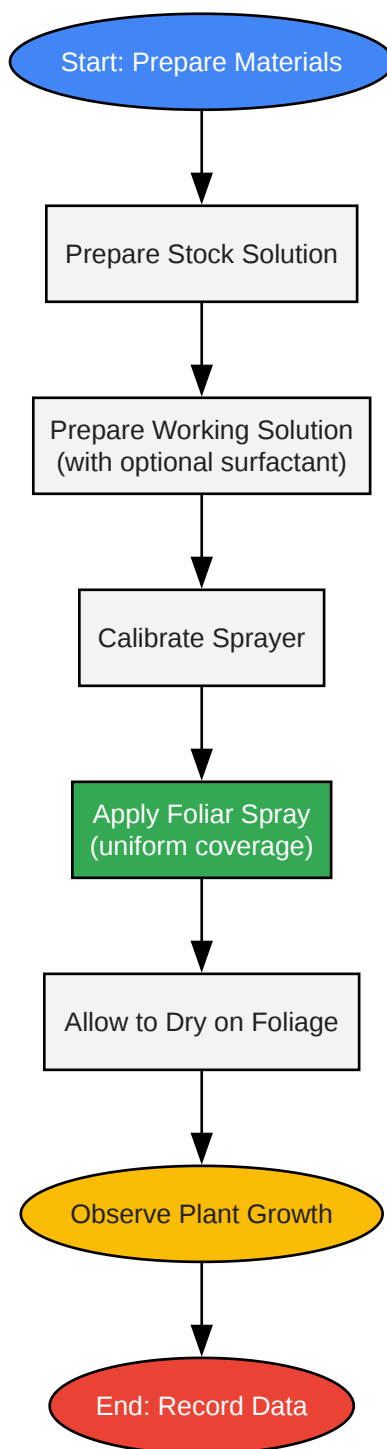 Start: Prepare Materials
Prepare Stock Solution
Prepare Working Solution
(with optional surfactant)
Calibrate Sprayer
Apply Foliar Spray
(uniform coverage)
Allow to Dry on Foliage
Observe Plant Growth
End: Record Data